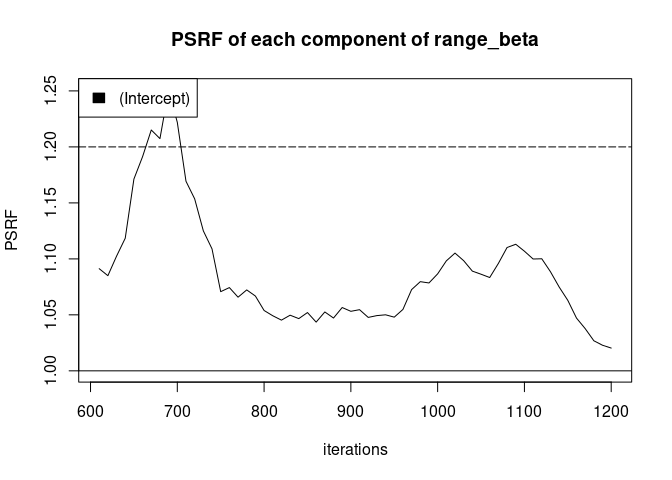 PSRF of each component of range_beta
(Intercept)
PSRF
1.25
1.20
1.15
1.10
1.05
1.00
600 700 800 900 1000 1100 1200
iterations